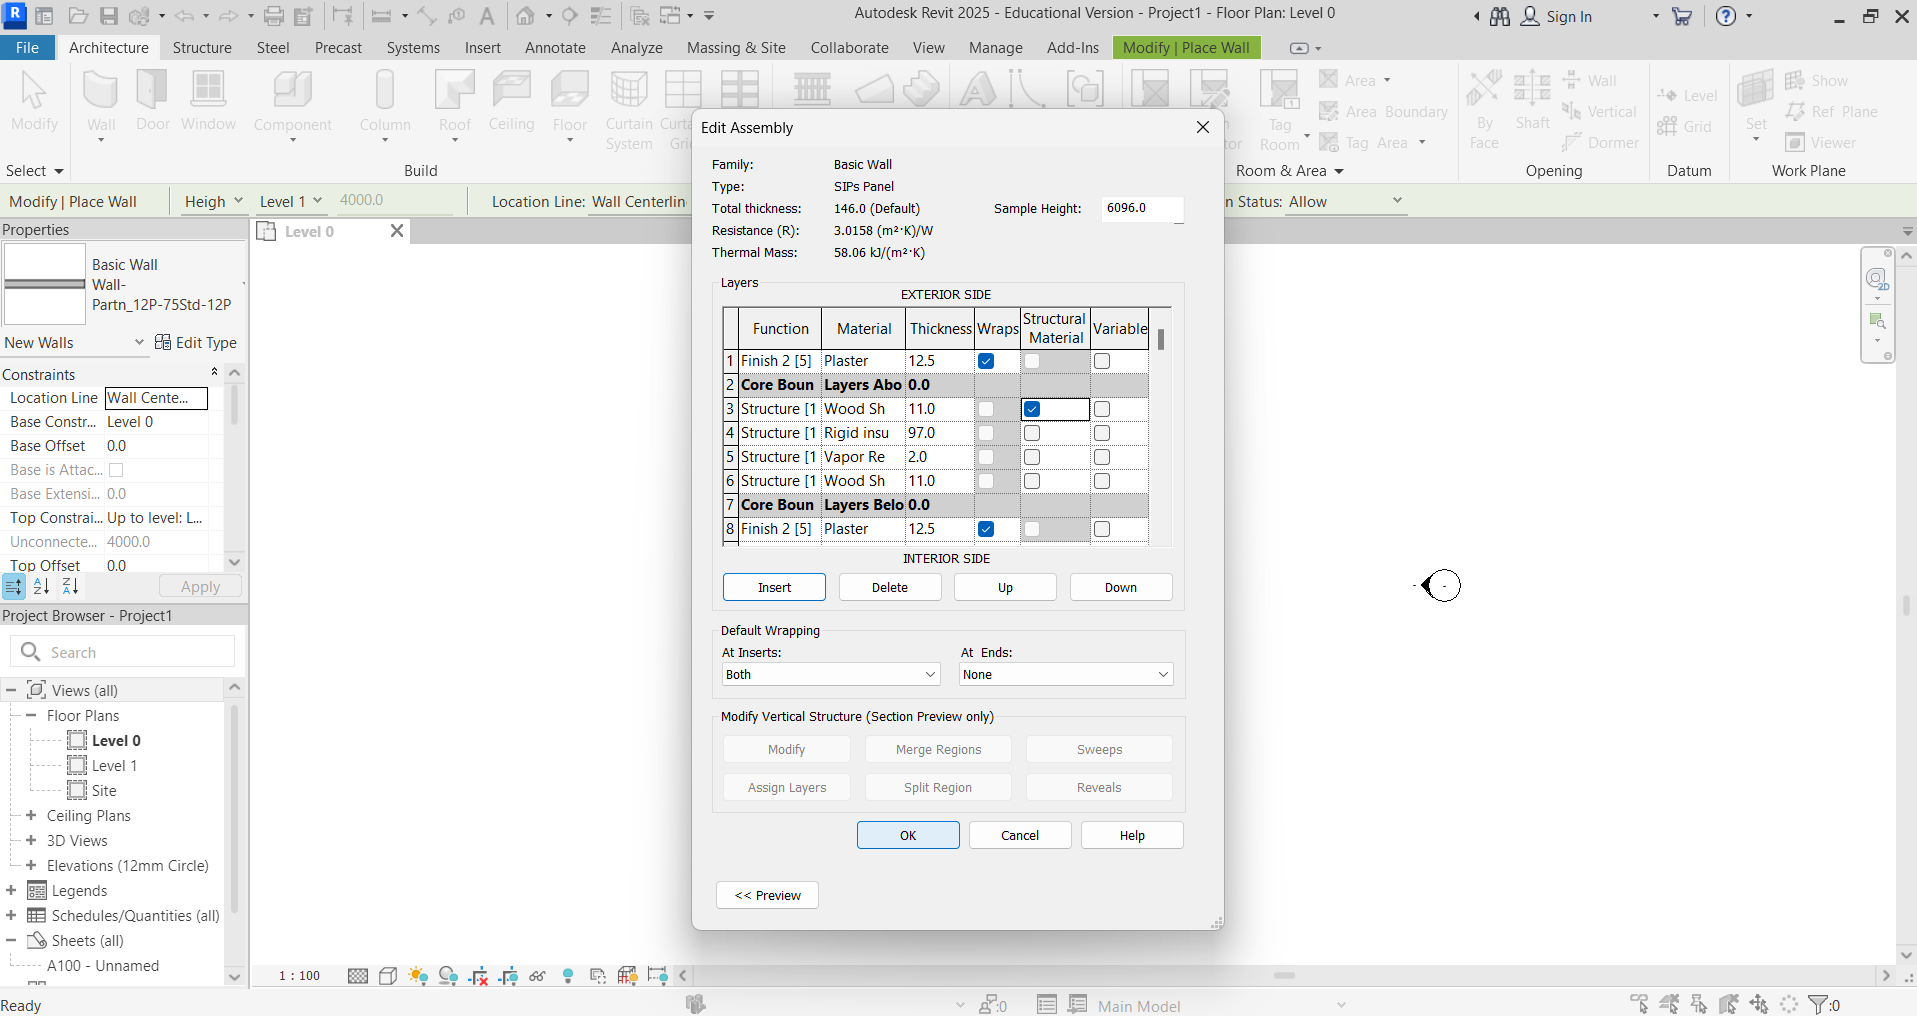 Autodesk Revit 2025 - Educational Version - Project1 - Floor Plan: Level 0
Sign In
File Architecture Structure Steel Precast Systems Insert Annotate Analyze Massing & Site Collaborate View Manage Add-Ins Modify | Place Wall
Modify
Wall
Door
Window
Component
Column
Roof
Ceiling
Floor
Curtain
System
Tag
Room
Area
Area Boundary
Tag Area
By
Face
Shaft
Wall
Vertical
Dormer
Level
Grid
Set
Show
Ref Plane
Viewer
Select
Build
Room & Area
Opening
Datum
Work Plane
Modify | Place Wall
Heigh
Level 1
4000.0
Location Line: Wall Centerlin
n Status: Allow
Properties
Level 0
Basic Wall
Wall-
Partn_12P-75Std-12P
New Walls
Edit Type
Constraints
Location Line Wall Cente...
Base Constr... Level 0
Base Offset 0.0
Base is Attac...
Base Extensi... 0.0
Top Constrai... Up to level: L...
Unconnecte... 4000.0
Top Offset 0.0
Apply
Project Browser - Project1
Search
Views (all)
Floor Plans
Level 0
Level 1
Site
Ceiling Plans
3D Views
Elevations (12mm Circle)
Legends
Schedules/Quantities (all)
Sheets (all)
A100 - Unnamed
Edit Assembly
Family: Basic Wall
Type: SIPs Panel
Total thickness: 146.0 (Default)
Sample Height: 6096.0
Resistance (R): 3.0158 (m²·K)/W
Thermal Mass: 58.06 kJ/(m²·K)
Layers
EXTERIOR SIDE
Function Material Thickness Wraps Structural Material Variable
1 Finish 2 [5] Plaster 12.5
2 Core Boun Layers Abo 0.0
3 Structure [1 Wood Sh 11.0
4 Structure [1 Rigid insu 97.0
5 Structure [1 Vapor Re 2.0
6 Structure [1 Wood Sh 11.0
7 Core Boun Layers Belo 0.0
8 Finish 2 [5] Plaster 12.5
INTERIOR SIDE
Insert Delete Up Down
Default Wrapping
At Inserts: At Ends:
Both None
Modify Vertical Structure (Section Preview only)
Modify Merge Regions Sweeps
Assign Layers Split Region Reveals
OK Cancel Help
<< Preview
2D
1 : 100
Ready
:0
Main Model
:0